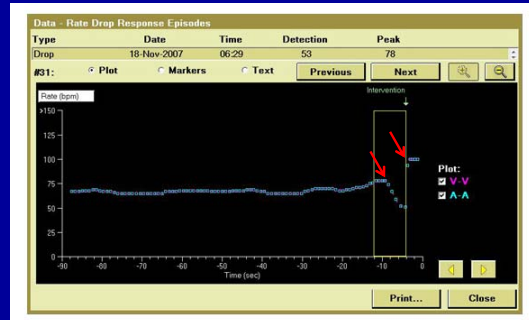 Data - Rate Drop Response Episodes
Type Date Time Detection Peak
Drop 18-Nov-2007 06:29 53 78
#31: Plot Markers Text Previous Next
Intervention
Rate (bpm)
>150
125
100
75
50
25
0
-90 -80 -70 -60 -50 -40 -30 -20 -10 0
Time (sec)
Plot:
V-V
A-A
Print... Close